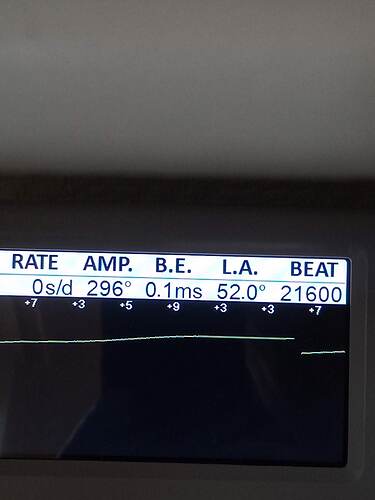 RATE AMP. B.E. L.A. BEAT
0s/d 296° 0.1ms 52.0° 21600
+7 +3 +5 +9 +3 +3 +7